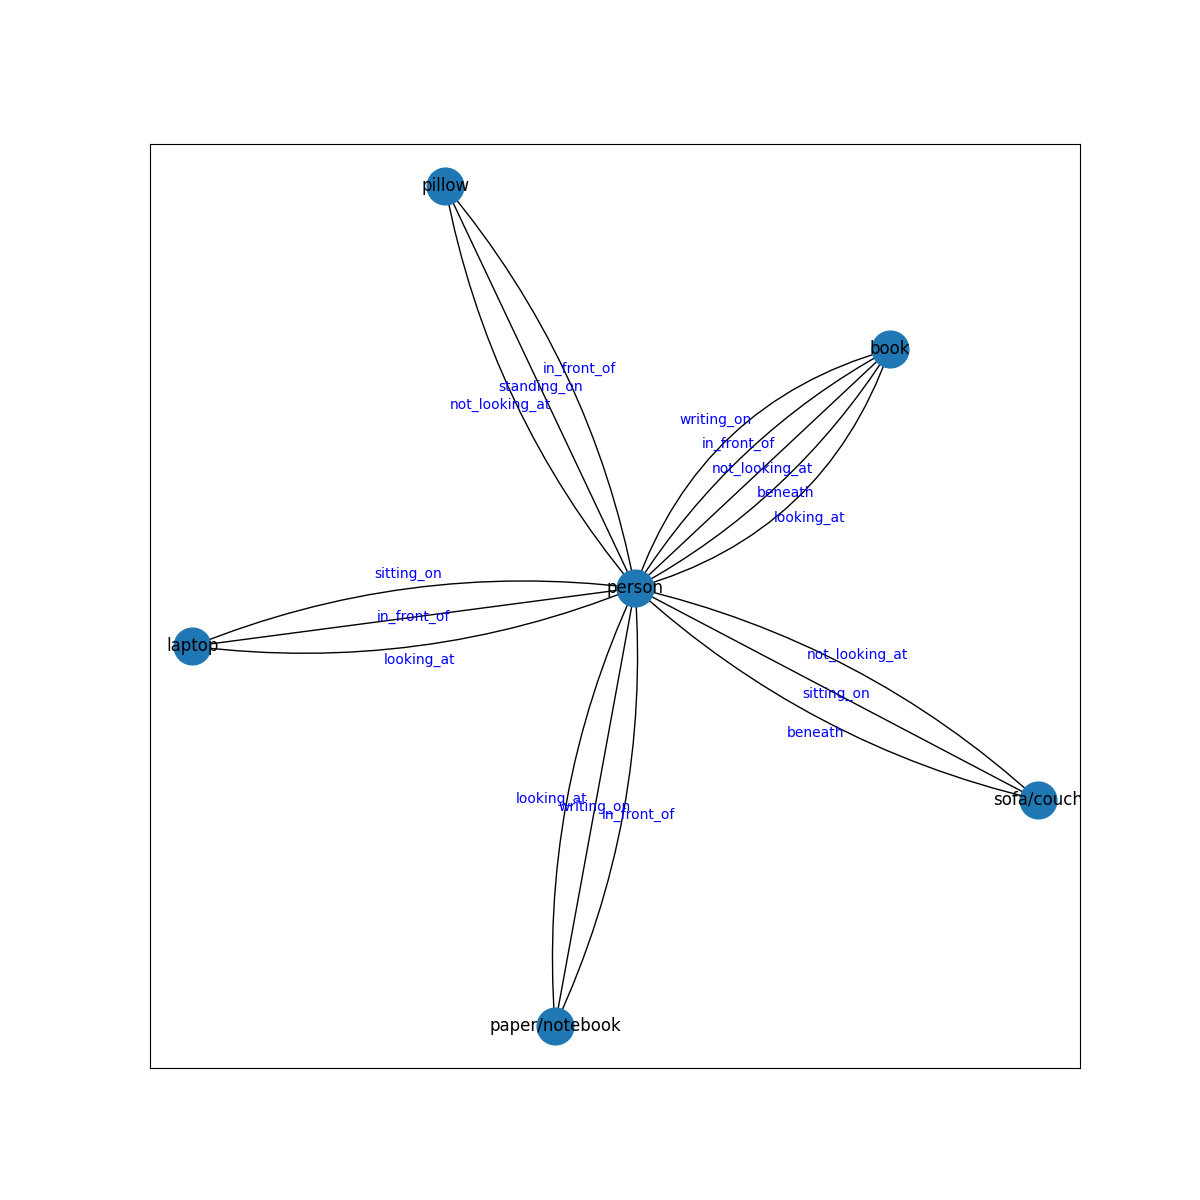 pillow
book
in_front_of
standing_on
not_looking_at
writing_on
in_front_of
not_looking_at
beneath
looking_at
sitting_on
person
in_front_of
laptop
looking_at
not_looking_at
sitting_on
beneath
looking_at
writing_on
in_front_of
sofa/couch
paper/notebook